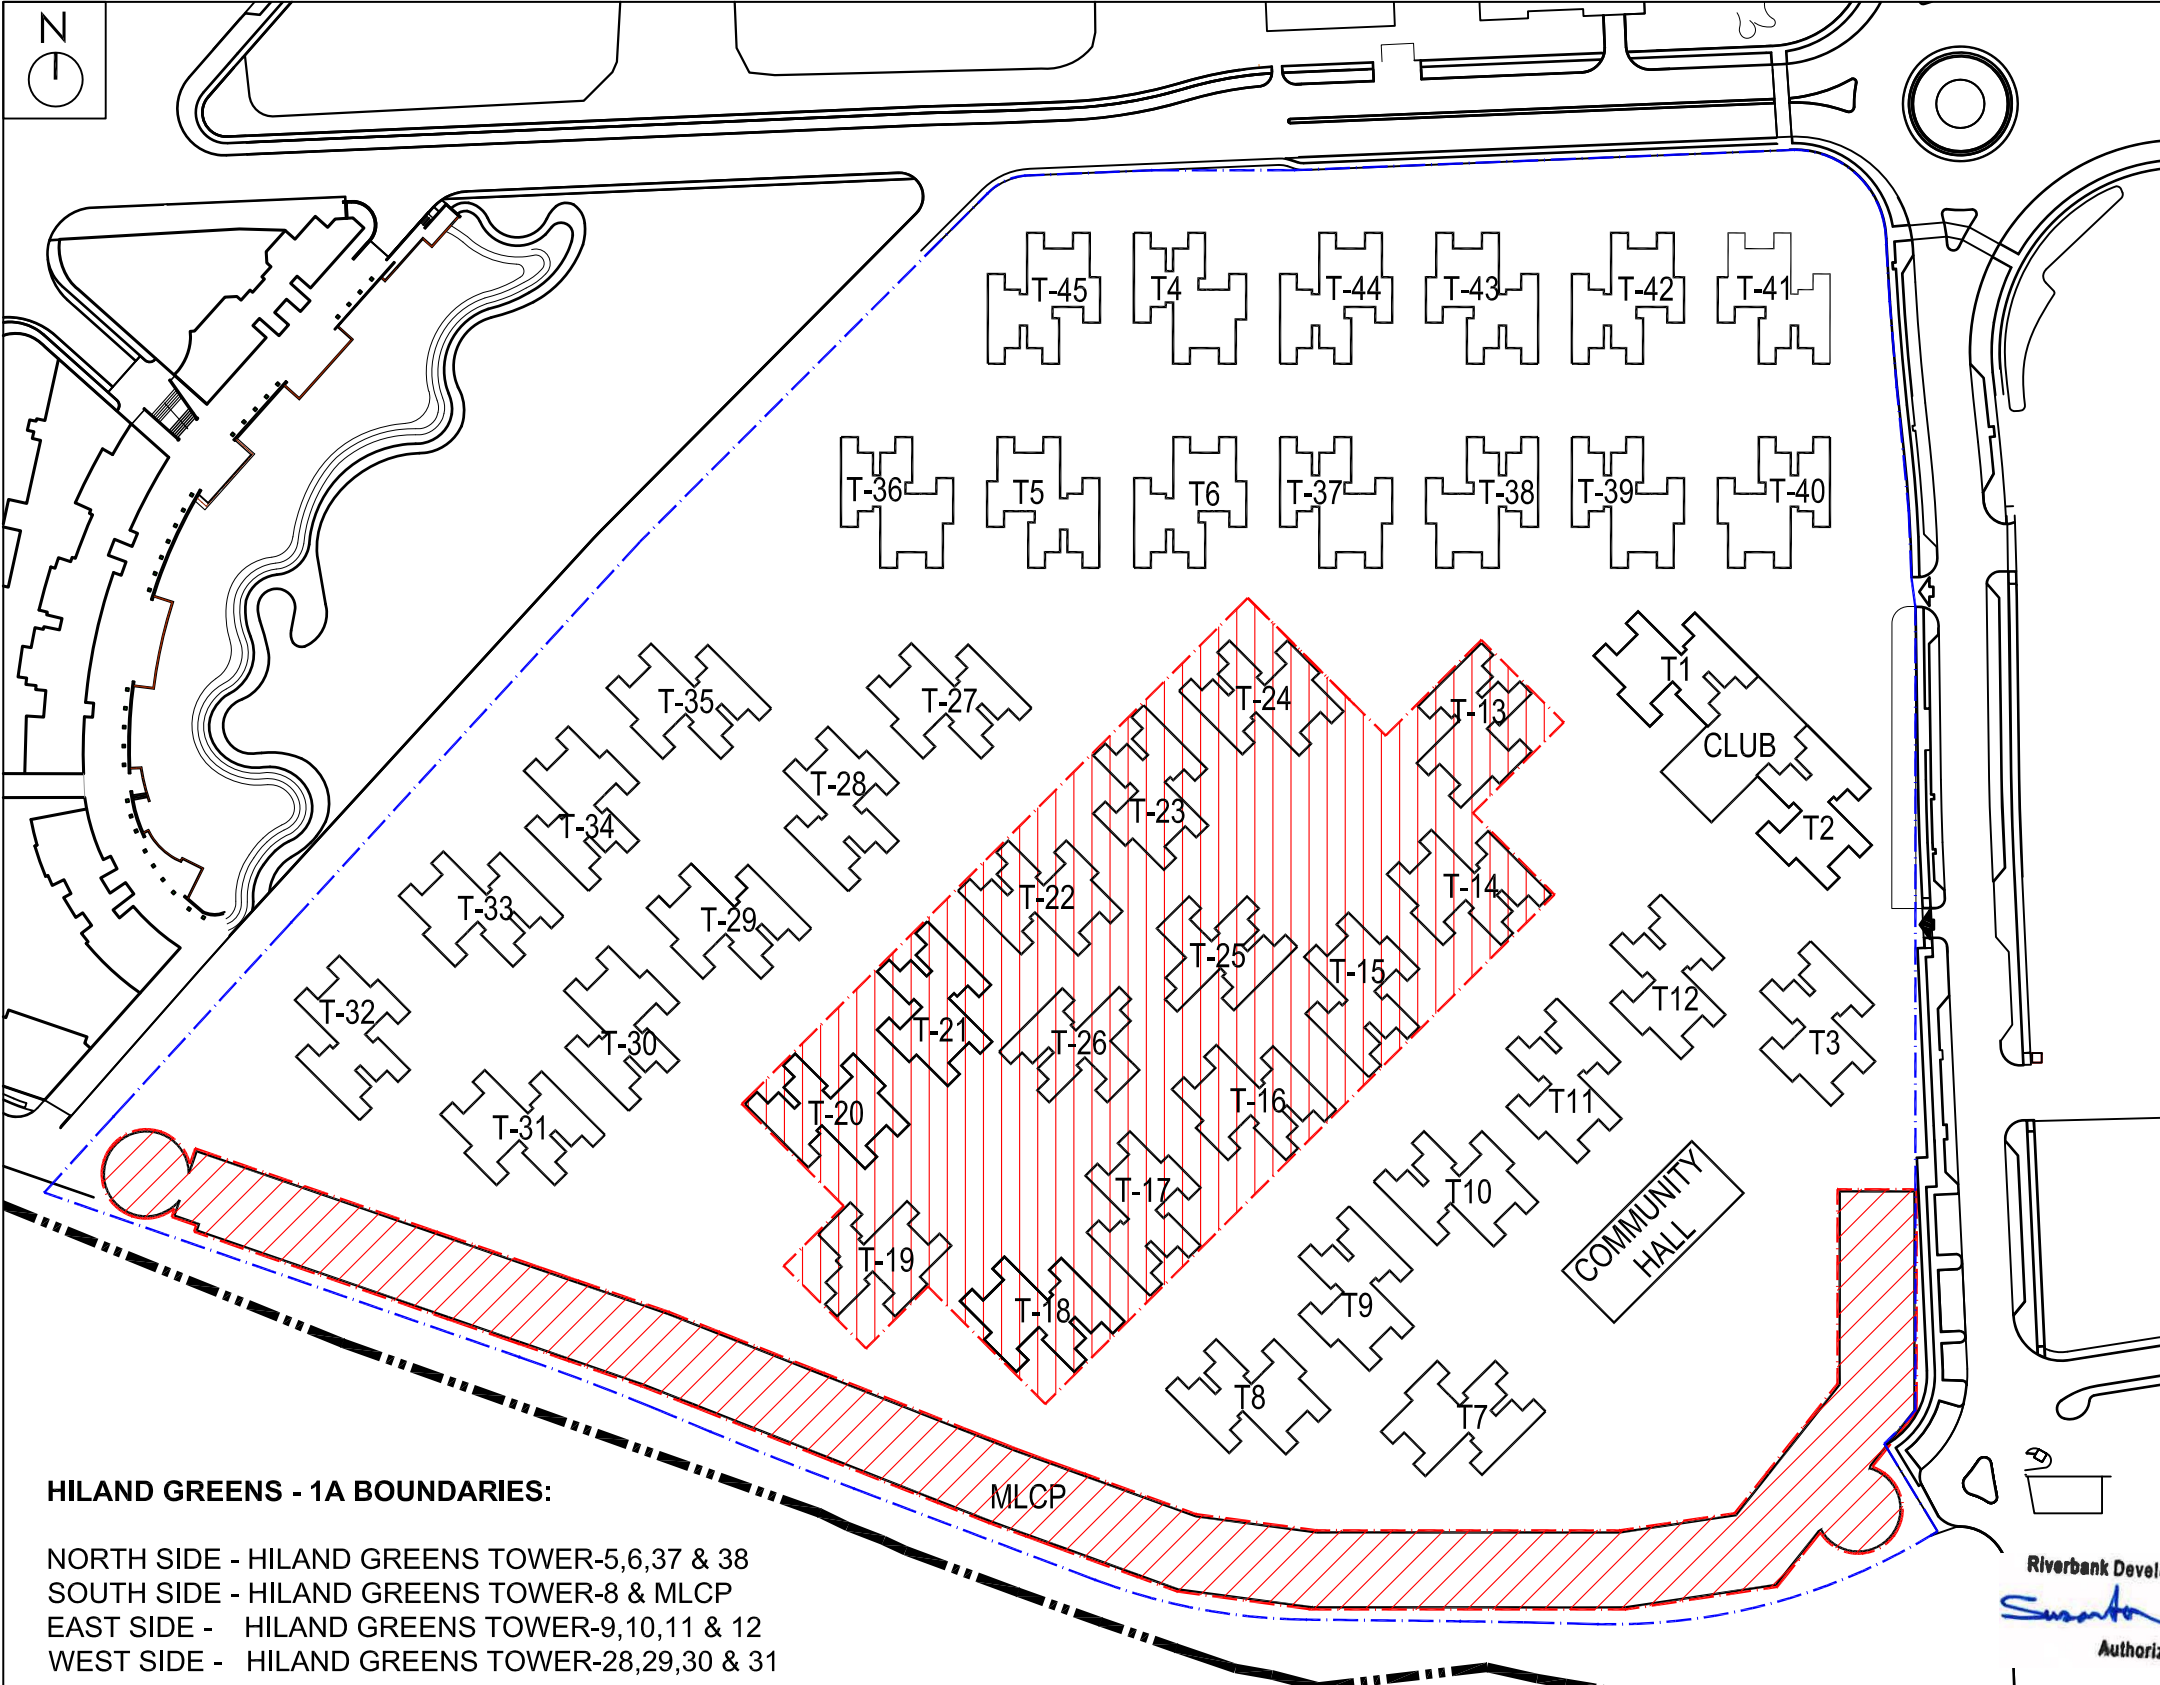 N
T-45
T4
T-44
T-43
T-42
T-41
T-36
T5
T6
T-37
T-38
T-39
T-40
T-35
T-27
T-24
T-13
T1
CLUB
T-28
T-34
T-23
T2
T-33
T-29
T-22
T-14
T-25
T-15
T-32
T-30
T-21
T-26
T12
T3
T-31
T-20
T-16
T11
T-17
T10
COMMUNITY
HALL
T-19
T-18
T9
T8
T7
MLCP
HILAND GREENS - 1A BOUNDARIES:
NORTH SIDE - HILAND GREENS TOWER-5,6,37 & 38
SOUTH SIDE - HILAND GREENS TOWER-8 & MLCP
EAST SIDE - HILAND GREENS TOWER-9,10,11 & 12
WEST SIDE - HILAND GREENS TOWER-28,29,30 & 31
Riverbank Devel
Authoriz